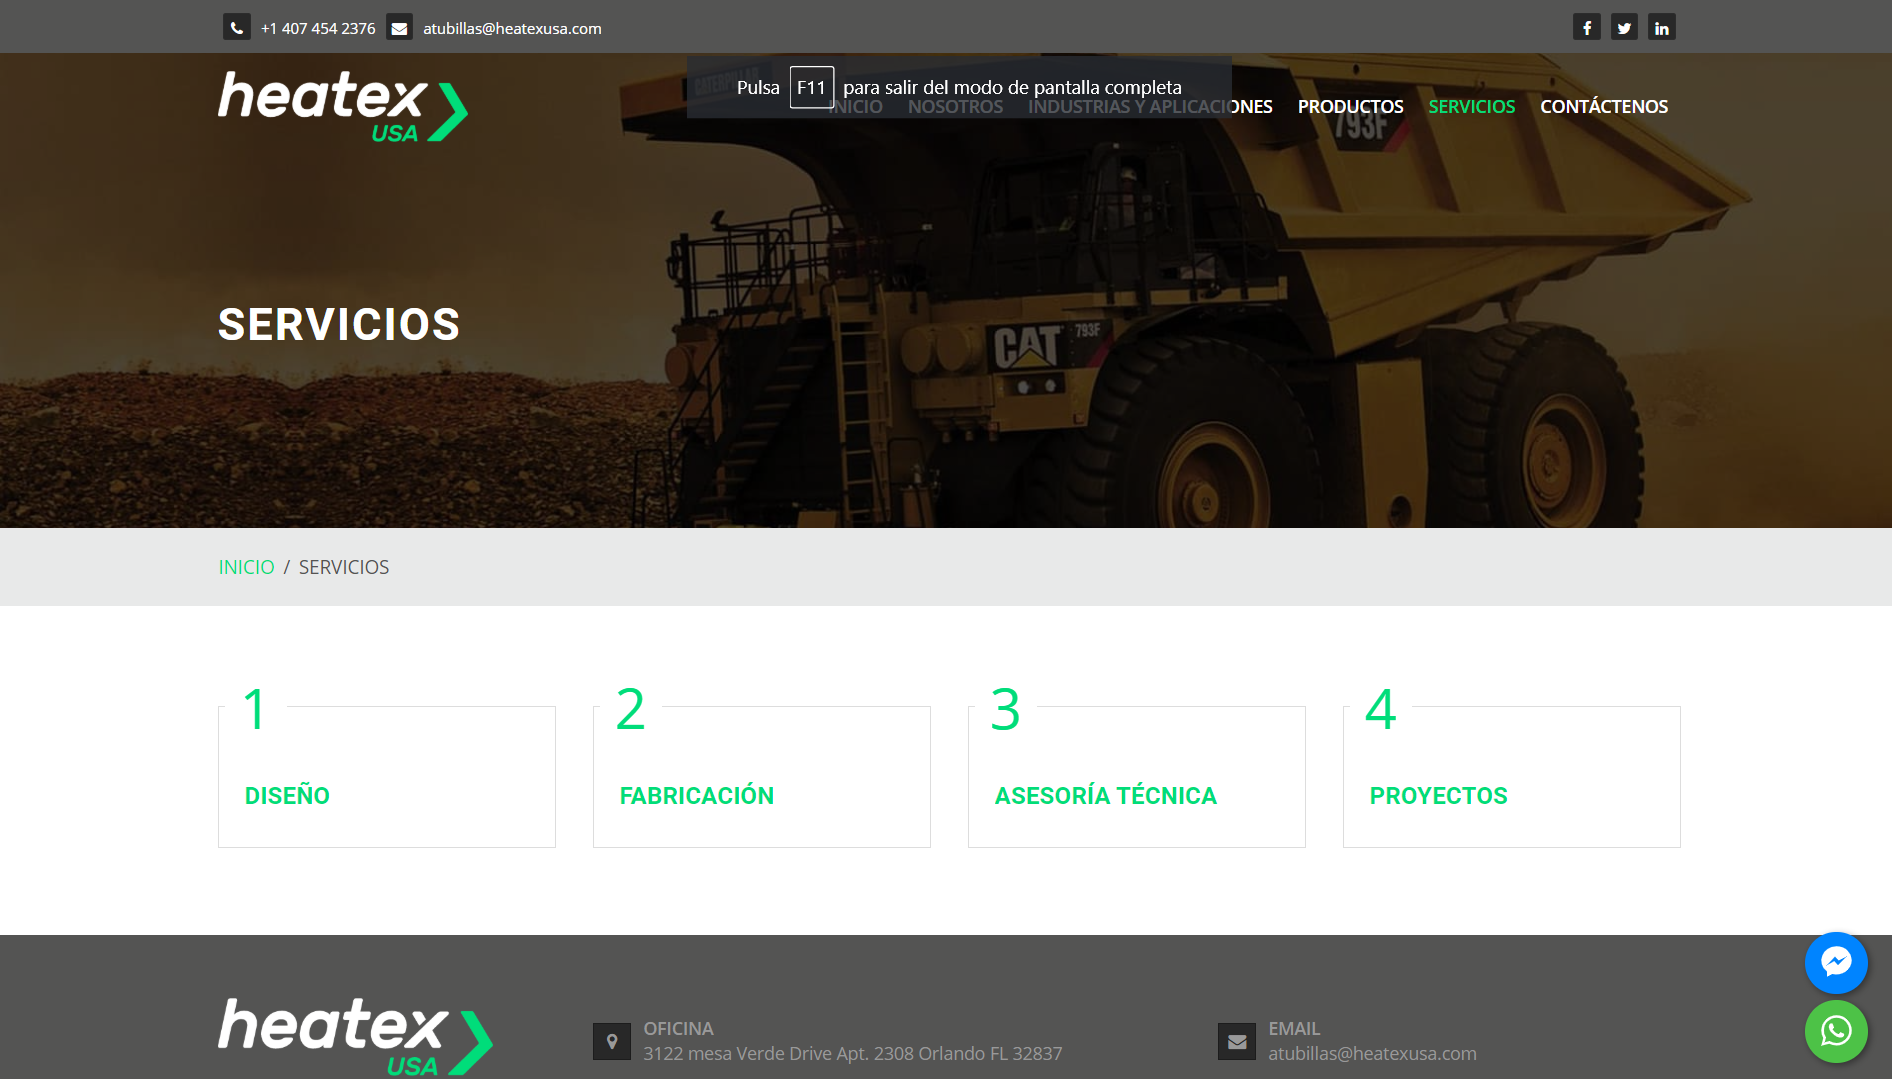 +1 407 454 2376 atubillas@heatexusa.com
heatex
USA
Pulsa F11 para salir del modo de pantalla completa
INICIO NOSOTROS INDUSTRIAS Y APLICACIONES PRODUCTOS SERVICIOS CONTÁCTENOS
CATERPILLAR
793F
SERVICIOS
CAT 793F
INICIO / SERVICIOS
1
DISEÑO
2
FABRICACIÓN
3
ASESORÍA TÉCNICA
4
PROYECTOS
heatex
USA
OFICINA
3122 mesa Verde Drive Apt. 2308 Orlando FL 32837
EMAIL
atubillas@heatexusa.com